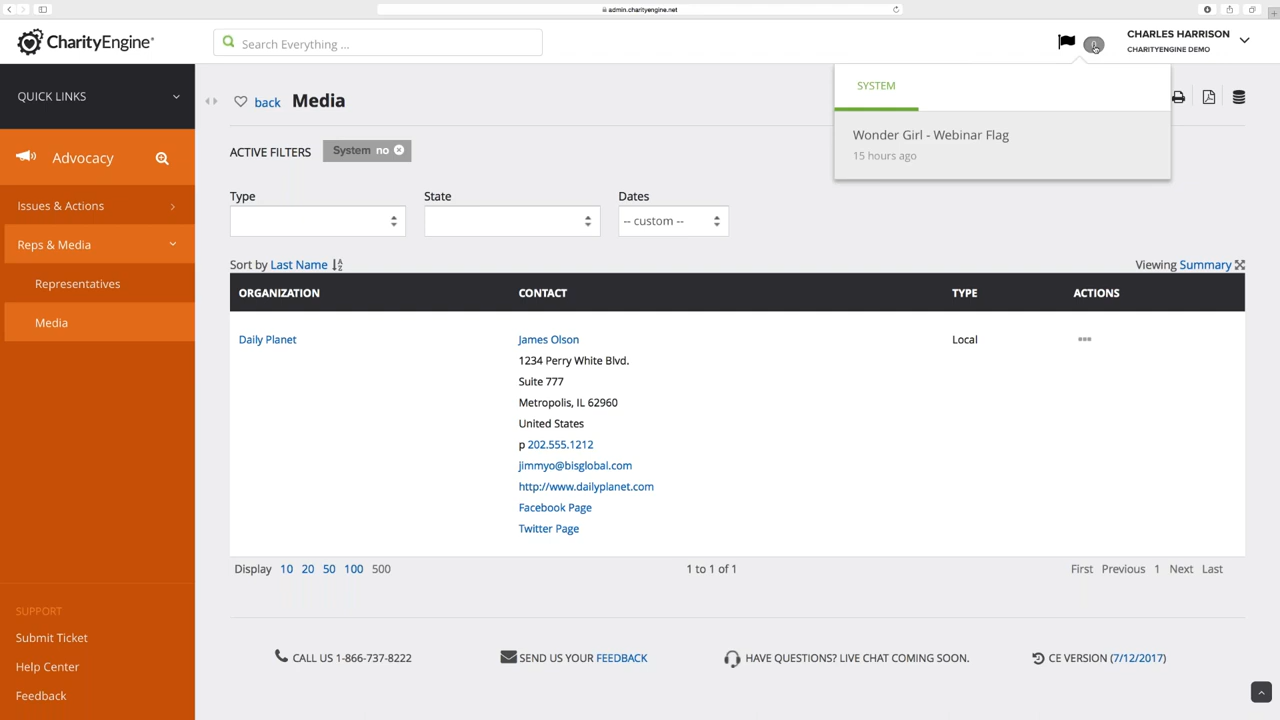 admin.charityengine.net
CharityEngine
Search Everything ...
0
CHARLES HARRISON
CHARITYENGINE DEMO
QUICK LINKS
Advocacy
Issues & Actions
Reps & Media
Representatives
Media
SUPPORT
Submit Ticket
Help Center
Feedback
back Media
SYSTEM
Wonder Girl - Webinar Flag
15 hours ago
ACTIVE FILTERS System no
Type State Dates
-- custom --
Sort by Last Name
Viewing Summary
ORGANIZATION CONTACT TYPE ACTIONS
Daily Planet James Olson Local
1234 Perry White Blvd.
Suite 777
Metropolis, IL 62960
United States
p 202.555.1212
jimmyo@bisglobal.com
http://www.dailyplanet.com
Facebook Page
Twitter Page
Display 10 20 50 100 500 1 to 1 of 1 First Previous 1 Next Last
CALL US 1-866-737-8222 SEND US YOUR FEEDBACK HAVE QUESTIONS? LIVE CHAT COMING SOON. CE VERSION (7/12/2017)